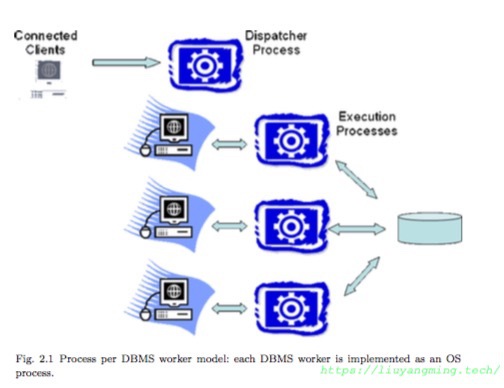 Connected
Clients
Dispatcher
Process
Execution
Processes
Fig. 2.1 Process per DBMS worker model: each DBMS worker is implemented as an OS
process.
https://liuyangming.tech/